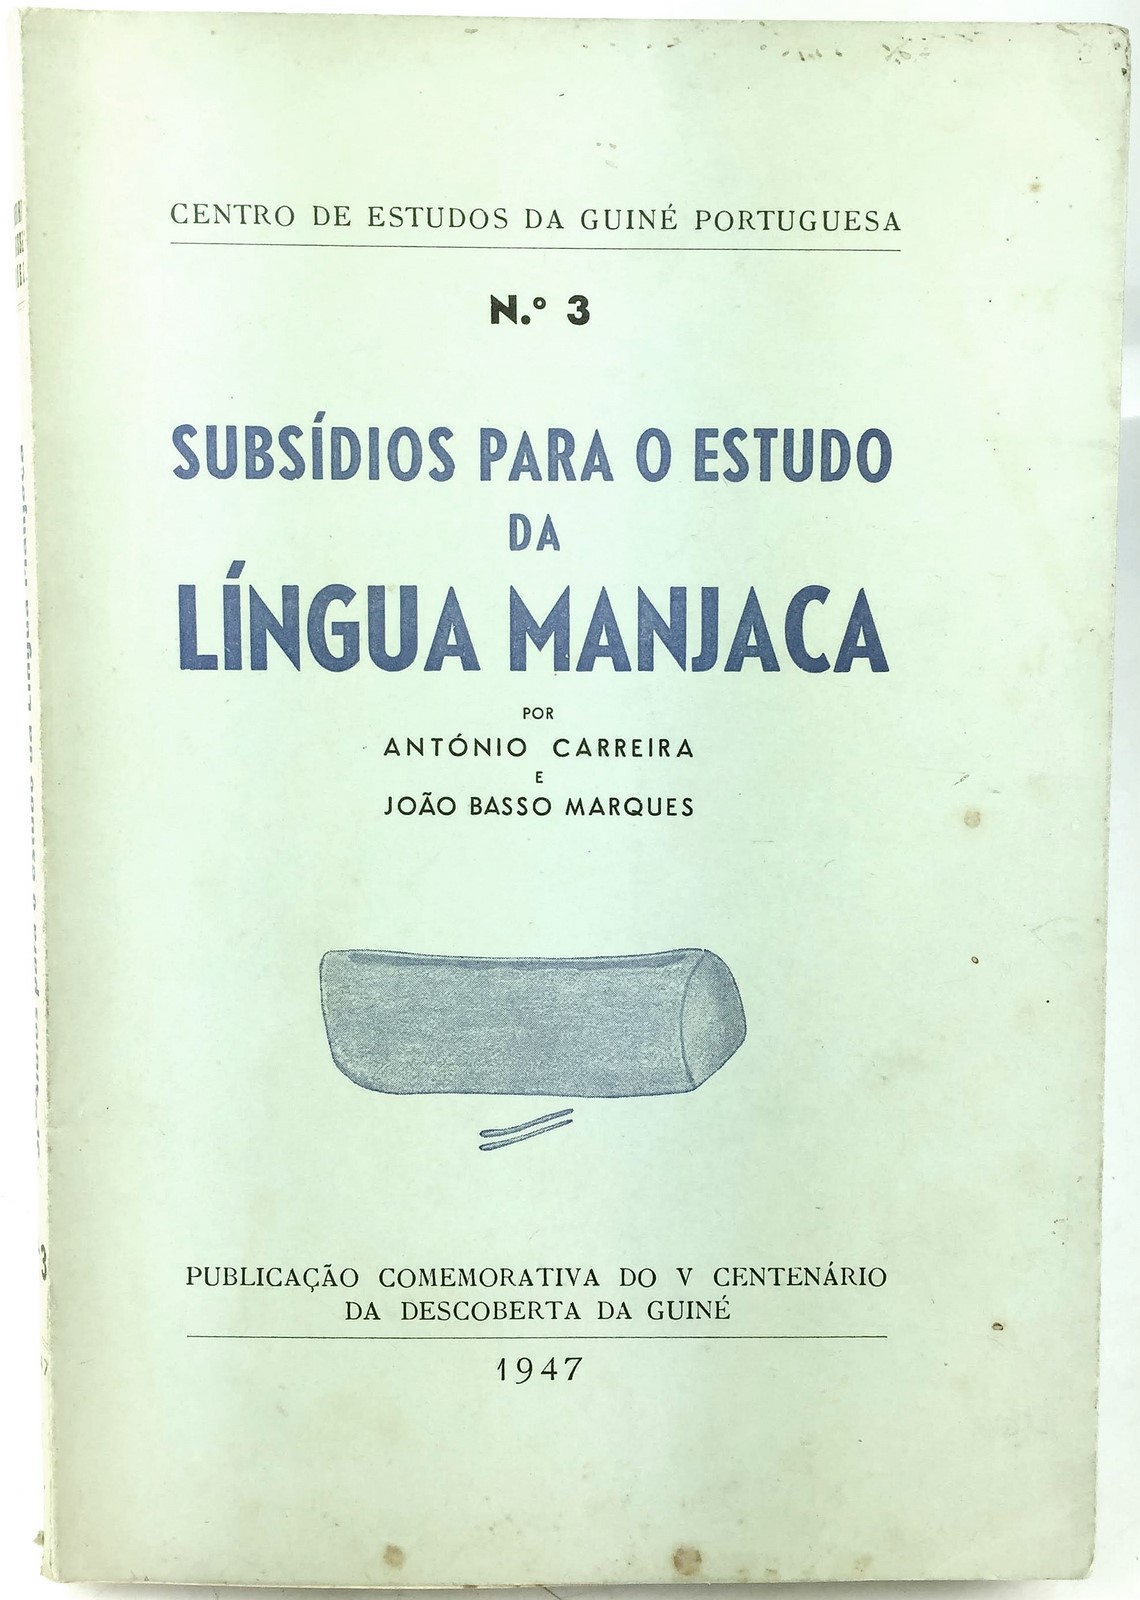 CENTRO DE ESTUDOS DA GUINÉ PORTUGUESA
N.º 3
SUBSÍDIOS PARA O ESTUDO
DA
LÍNGUA MANJACA
POR
ANTÓNIO CARREIRA
E
JOÃO BASSO MARQUES
PUBLICAÇÃO COMEMORATIVA DO V CENTENÁRIO
DA DESCOBERTA DA GUINÉ
1947
3